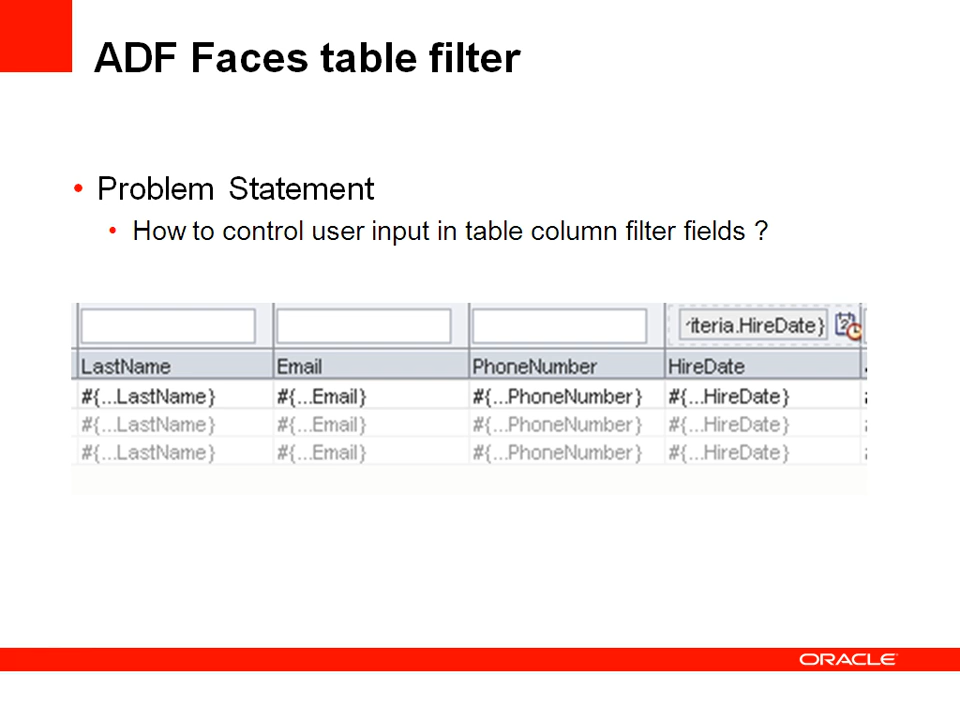 ADF Faces table filter
• Problem Statement
• How to control user input in table column filter fields ?
iteria.HireDate}
LastName Email PhoneNumber HireDate
#{...LastName} #{...Email} #{...PhoneNumber} #{...HireDate}
#{...LastName} #{...Email} #{...PhoneNumber} #{...HireDate}
#{...LastName} #{...Email} #{...PhoneNumber} #{...HireDate}
ORACLE